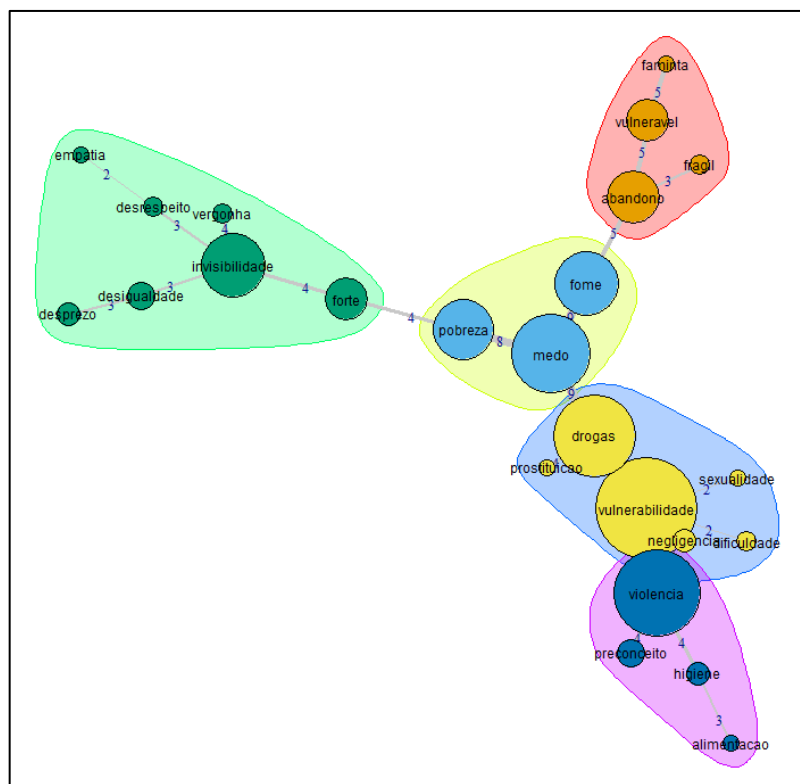 faminta
5
vulneravel
5
fragil
3
abandono
5
empatia
2
desrespeito
vergonha
3
4
invisibilidade
3
desigualdade
3
desprezo
4
forte
4
fome
9
pobreza
8
medo
9
drogas
4
prostituicao
sexualidade
2
vulnerabilidade
2
negligencia
dificuldade
violencia
4
preconceito
4
higiene
3
alimentacao